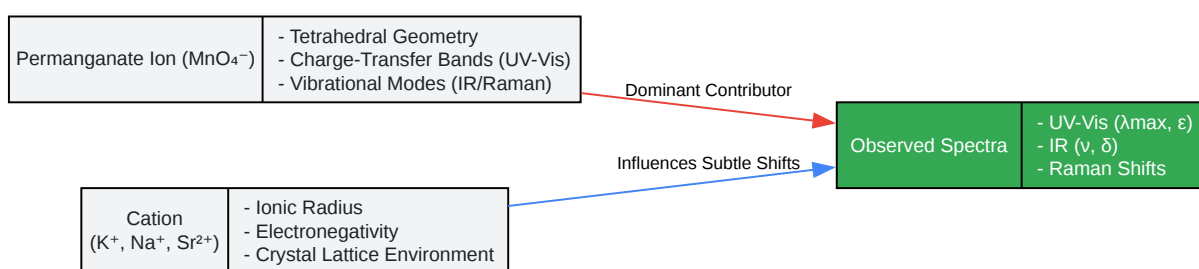 Permanganate Ion (MnO₄⁻)
- Tetrahedral Geometry
- Charge-Transfer Bands (UV-Vis)
- Vibrational Modes (IR/Raman)
Dominant Contributor
Observed Spectra
- UV-Vis (λmax, ε)
- IR (ν, δ)
- Raman Shifts
Influences Subtle Shifts
Cation
(K⁺, Na⁺, Sr²⁺)
- Ionic Radius
- Electronegativity
- Crystal Lattice Environment